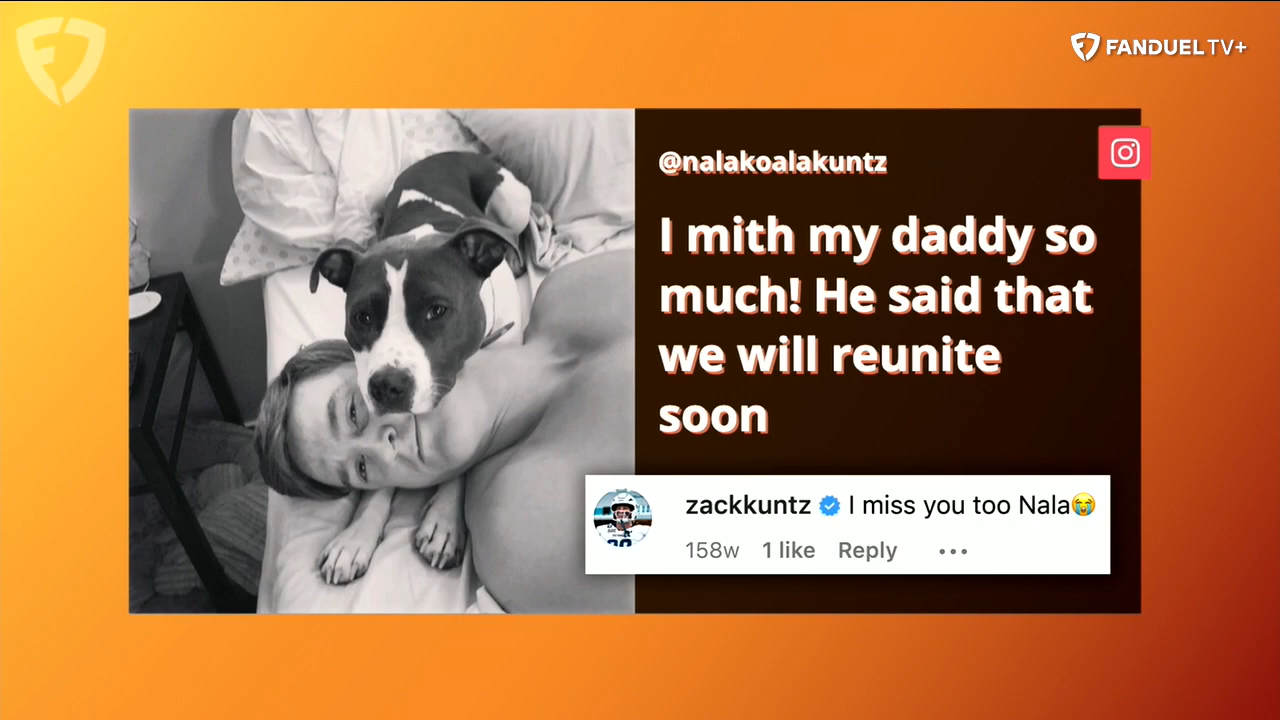 FANDUEL TV+
@nalakoalakuntz
I mith my daddy so
much! He said that
we will reunite
soon
zackkuntz I miss you too Nala😭
158w 1 like Reply •••